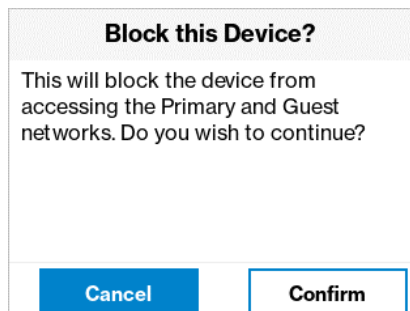 Block this Device?
This will block the device from
accessing the Primary and Guest
networks. Do you wish to continue?
Cancel
Confirm